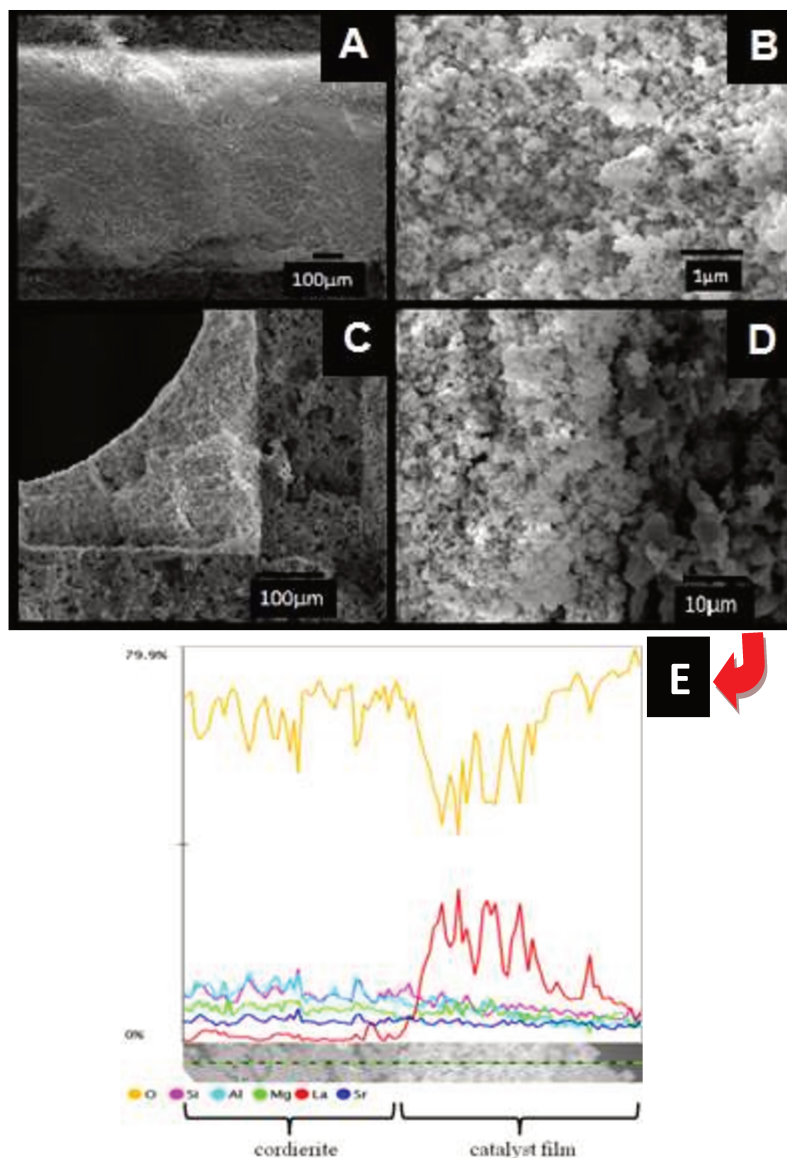 A
B
100μm
1μm
C
D
100μm
10μm
79.9%
E
0%
O Si Al Mg La Sr
cordierite catalyst film